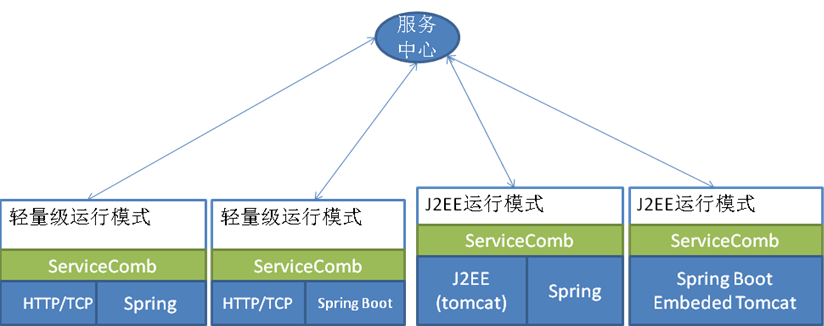 服务
中心
轻量级运行模式
ServiceComb
HTTP/TCP
Spring
轻量级运行模式
ServiceComb
HTTP/TCP
Spring Boot
J2EE运行模式
ServiceComb
J2EE
(tomcat)
Spring
J2EE运行模式
ServiceComb
Spring Boot
Embeded Tomcat